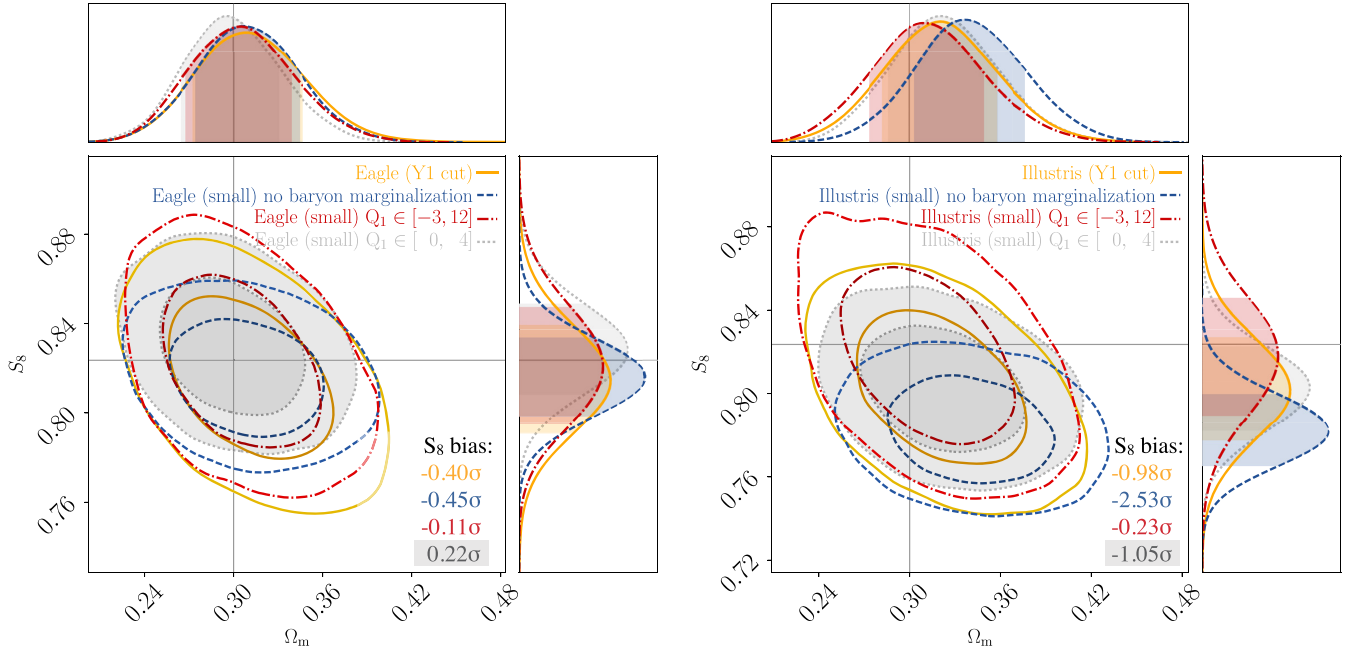 Eagle (Y1 cut)
Eagle (small) no baryon marginalization
Eagle (small) Q₁ ∈ [−3, 12]
Eagle (small) Q₁ ∈ [ 0, 4]
S₈
0.88
0.84
0.80
0.76
S₈ bias:
-0.40σ
-0.45σ
-0.11σ
0.22σ
0.24
0.30
0.36
0.42
0.48
Ωₘ
Illustris (Y1 cut)
Illustris (small) no baryon marginalization
Illustris (small) Q₁ ∈ [−3, 12]
Illustris (small) Q₁ ∈ [ 0, 4]
S₈
0.88
0.84
0.80
0.76
0.72
S₈ bias:
-0.98σ
-2.53σ
-0.23σ
-1.05σ
0.24
0.30
0.36
0.42
0.48
Ωₘ